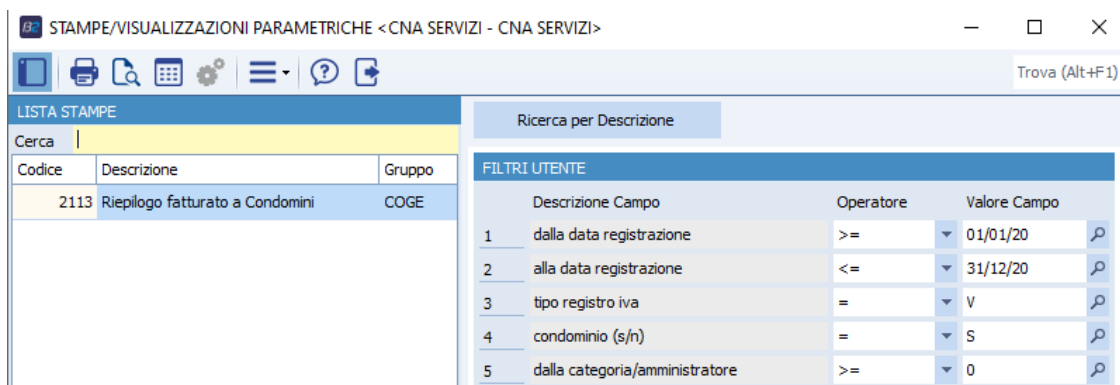 B2 STAMPE/VISUALIZZAZIONI PARAMETRICHE <CNA SERVIZI - CNA SERVIZI>
Trova (Alt+F1)
LISTA STAMPE
Cerca
Codice Descrizione Gruppo
2113 Riepilogo fatturato a Condomini COGE
Ricerca per Descrizione
FILTRI UTENTE
Descrizione Campo Operatore Valore Campo
1 dalla data registrazione >= 01/01/20
2 alla data registrazione <= 31/12/20
3 tipo registro iva = V
4 condominio (s/n) = S
5 dalla categoria/amministratore >= 0